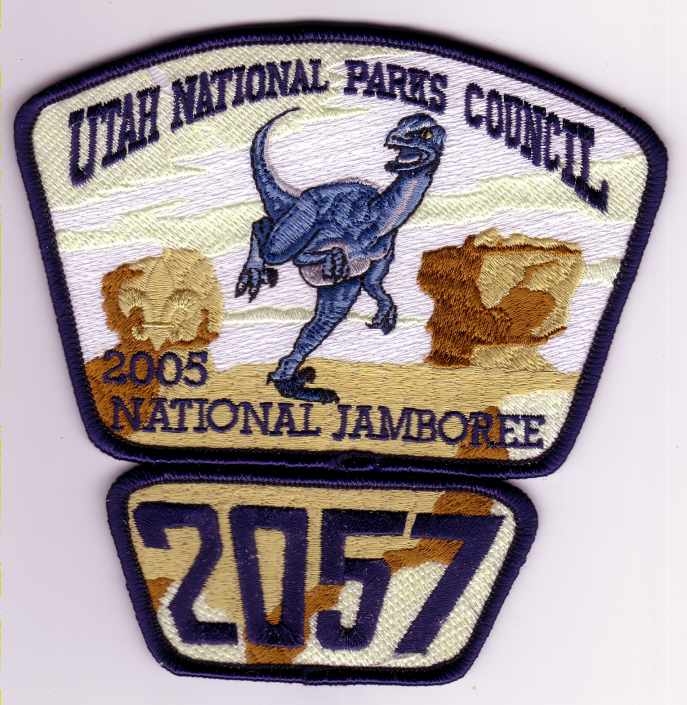 UTAH NATIONAL PARKS COUNCIL
2005
NATIONAL JAMBOREE
2057